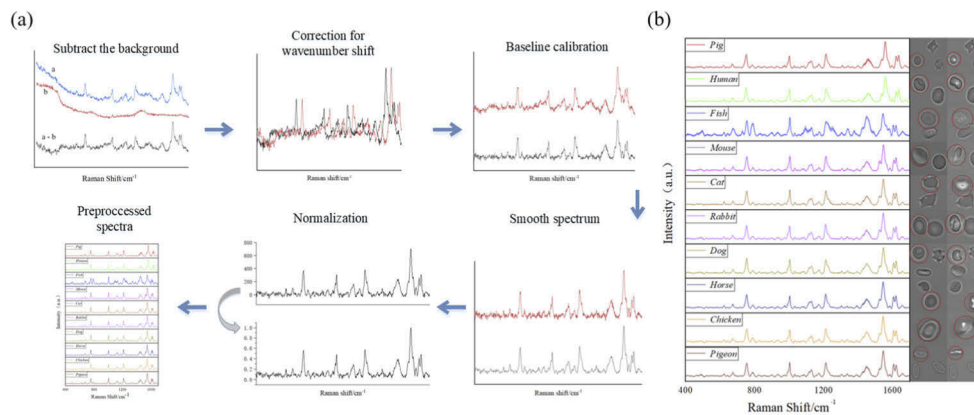 (a)
Subtract the background
a
b
a - b
Raman Shift/cm⁻¹
Correction for
wavenumber shift
Raman shift/cm⁻¹
Baseline calibration
Raman shift/cm⁻¹
Smooth spectrum
Raman shift/cm⁻¹
Normalization
800
600
400
200
0
1.0
0.8
0.6
0.4
0.2
0.0
Raman shift/cm⁻¹
Preproccessed
spectra
Intensity (a.u.)
Raman Shift/cm⁻¹
(b)
Pig
Human
Fish
Mouse
Cat
Rabbit
Dog
Horse
Chicken
Pigeon
Intensity (a.u.)
400 800 1200 1600
Raman Shift/cm⁻¹